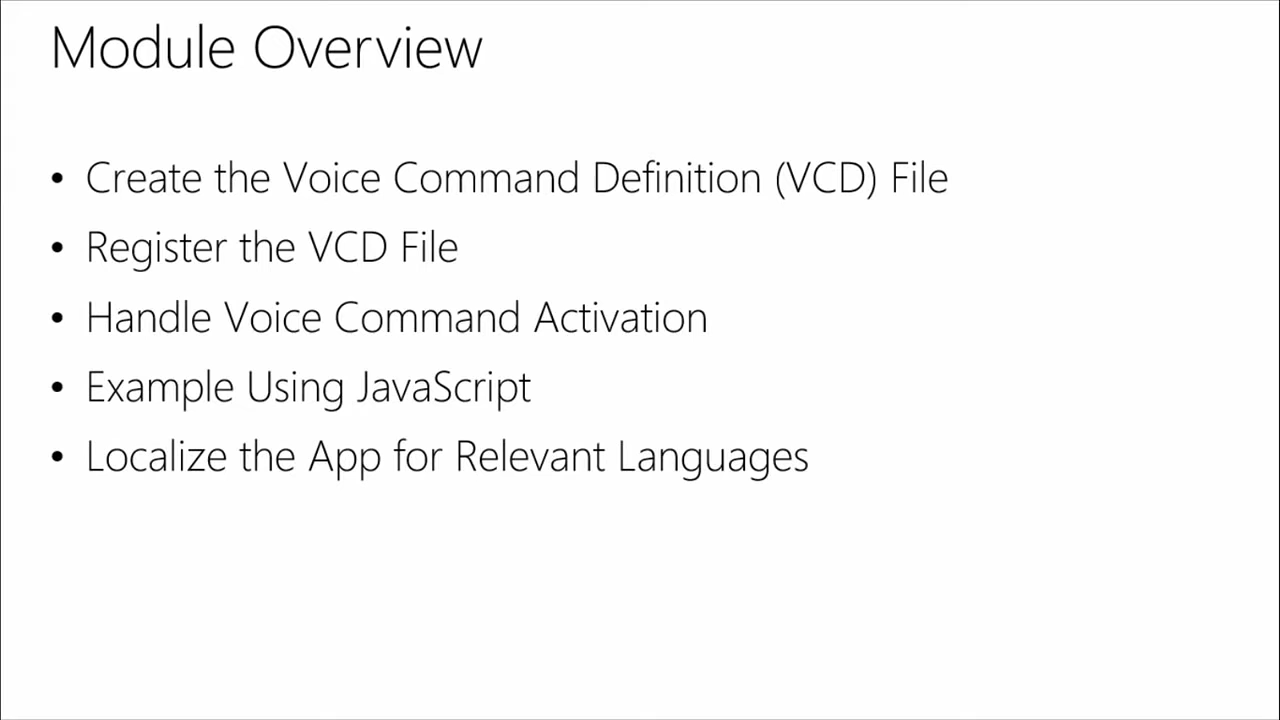 Module Overview
• Create the Voice Command Definition (VCD) File
• Register the VCD File
• Handle Voice Command Activation
• Example Using JavaScript
• Localize the App for Relevant Languages